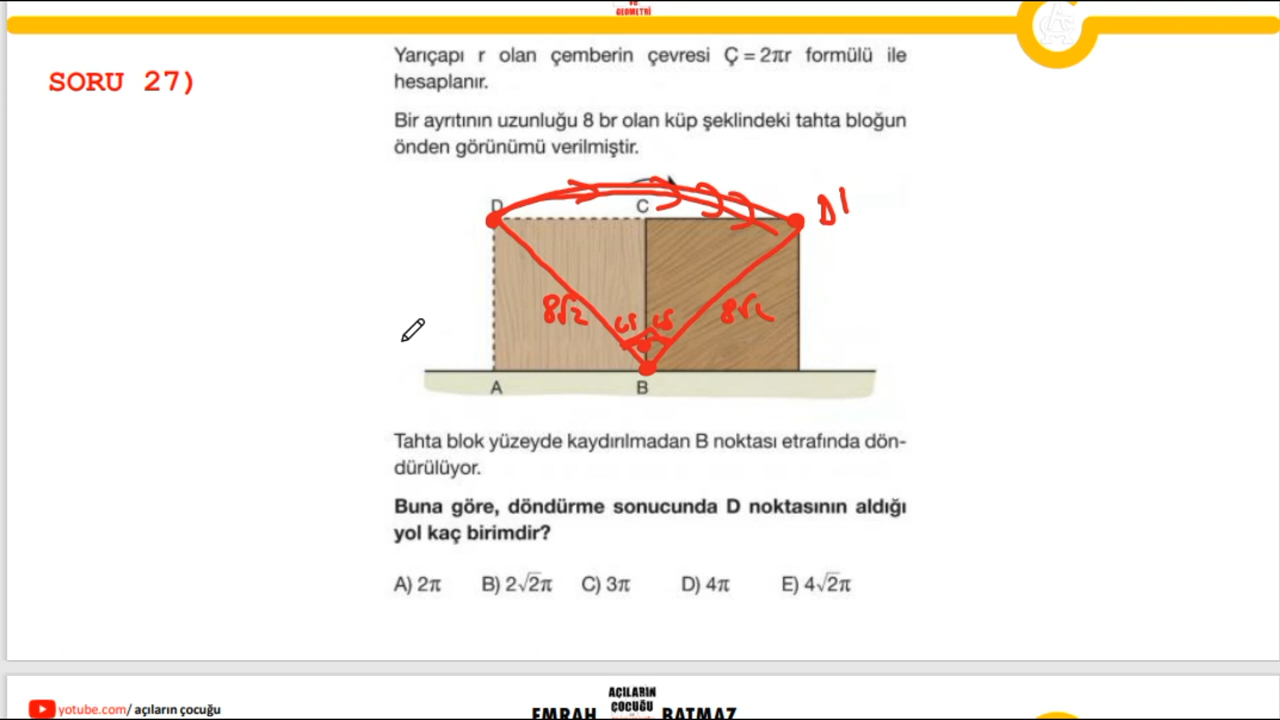 VE
GEOMETRİ
SORU 27)
Yarıçapı r olan çemberin çevresi Ç = 2πr formülü ile
hesaplanır.
Bir ayrıtının uzunluğu 8 br olan küp şeklindeki tahta bloğun
önden görünümü verilmiştir.
D C D'
8√2 45 45 8√2
A B
Tahta blok yüzeyde kaydırılmadan B noktası etrafında dön-
dürülüyor.
Buna göre, döndürme sonucunda D noktasının aldığı
yol kaç birimdir?
A) 2π B) 2√2π C) 3π D) 4π E) 4√2π
yotube.com/ açıların çocuğu
AÇILARIN
ÇOCUĞU
EMRAH BATMAZ